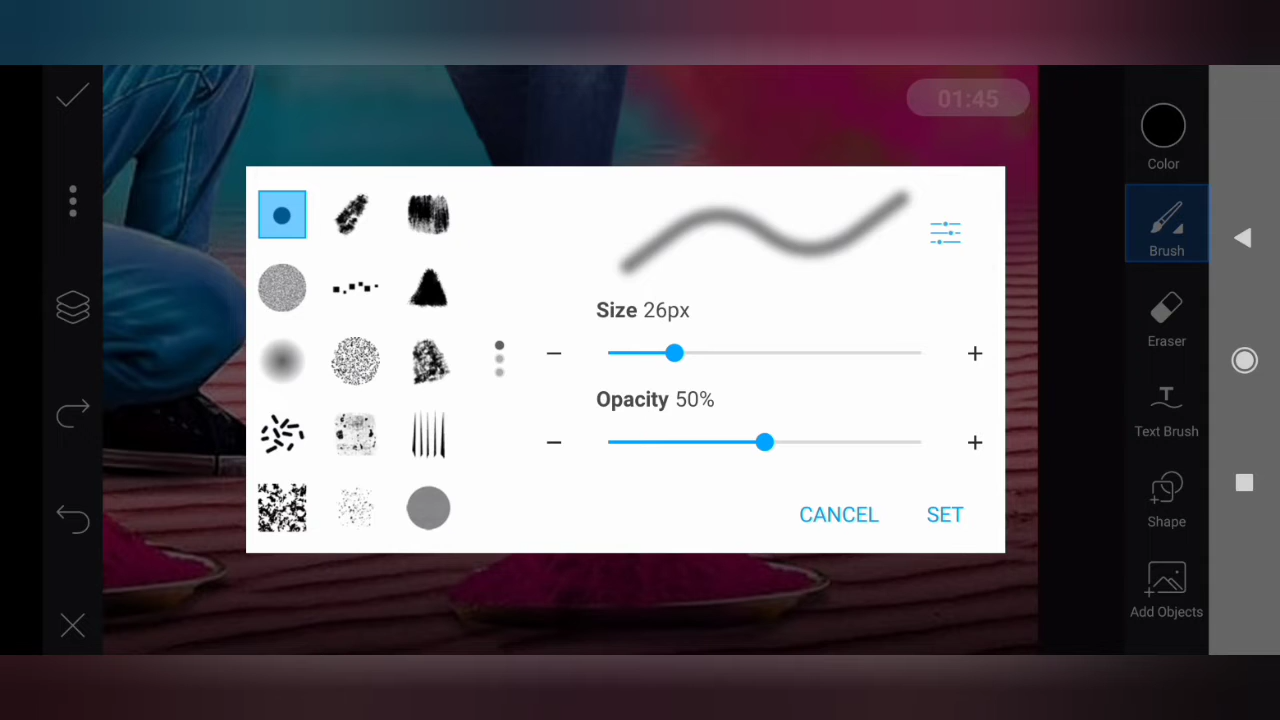 01:45
Color
Brush
Size 26px
Eraser
Opacity 50%
Text Brush
CANCEL
SET
Shape
Add Objects